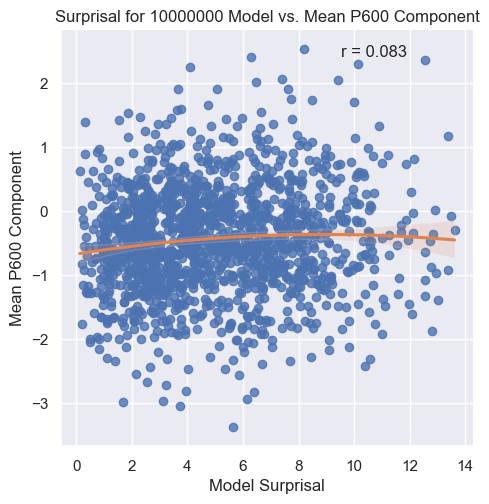 Surprisal for 10000000 Model vs. Mean P600 Component
r = 0.083
2
1
0
−1
−2
−3
Mean P600 Component
0 2 4 6 8 10 12 14
Model Surprisal